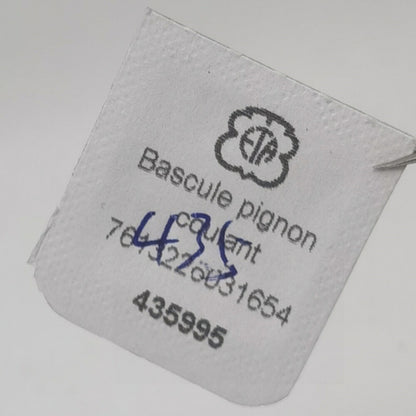 ETA
Bascule pignon
coulant
7613226031654
435
435995